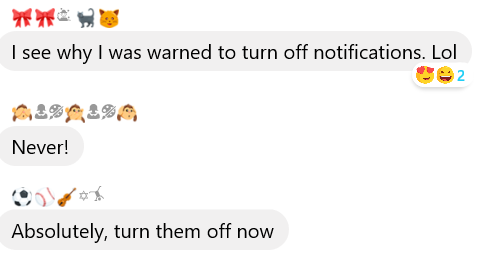 I see why I was warned to turn off notifications. Lol
2
Never!
Absolutely, turn them off now